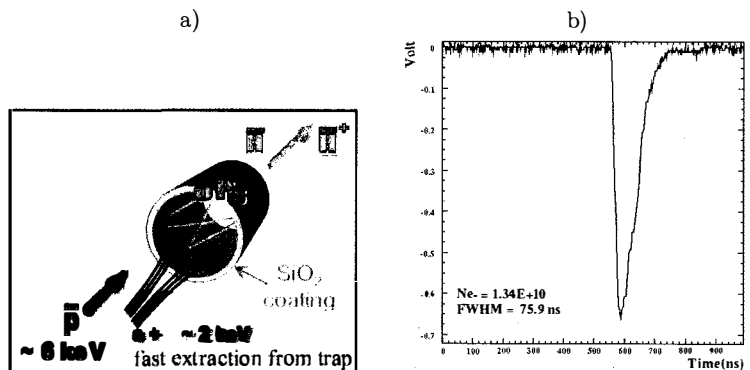 a)
b)
SiO₂
coating
p̄
~ 6 keV
e+ ~2 keV
fast extraction from trap
Volt
0
-0.1
-0.2
-0.3
-0.4
-0.5
-0.6
-0.7
Ne- = 1.34E+10
FWHM = 75.9 ns
0 100 200 300 400 500 600 700 800 900
Time(ns)